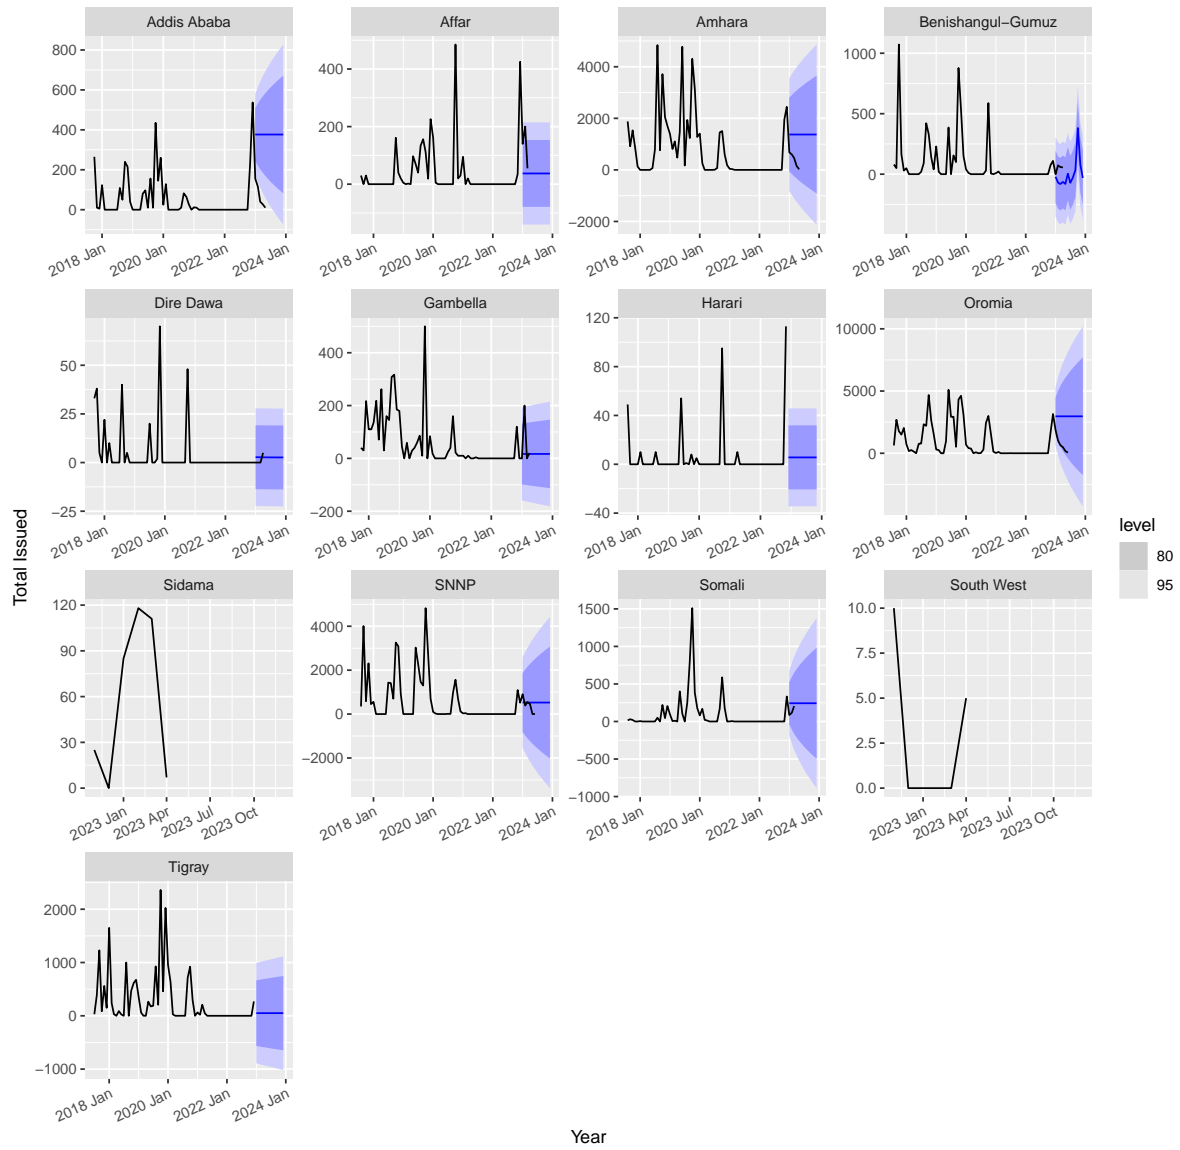 Addis Ababa
Affar
Amhara
Benishangul−Gumuz
800
600
400
200
0
400
200
0
4000
2000
0
−2000
1000
500
0
2018 Jan
2020 Jan
2022 Jan
2024 Jan
2018 Jan
2020 Jan
2022 Jan
2024 Jan
2018 Jan
2020 Jan
2022 Jan
2024 Jan
2018 Jan
2020 Jan
2022 Jan
2024 Jan
Dire Dawa
Gambella
Harari
Oromia
50
25
0
−25
400
200
0
−200
120
80
40
0
−40
10000
5000
0
2018 Jan
2020 Jan
2022 Jan
2024 Jan
2018 Jan
2020 Jan
2022 Jan
2024 Jan
2018 Jan
2020 Jan
2022 Jan
2024 Jan
2018 Jan
2020 Jan
2022 Jan
2024 Jan
Total Issued
level
80
95
Sidama
SNNP
Somali
South West
120
90
60
30
0
4000
2000
0
−2000
1500
1000
500
0
−500
−1000
10.0
7.5
5.0
2.5
0.0
2023 Jan
2023 Apr
2023 Jul
2023 Oct
2018 Jan
2020 Jan
2022 Jan
2024 Jan
2018 Jan
2020 Jan
2022 Jan
2024 Jan
2023 Jan
2023 Apr
2023 Jul
2023 Oct
Tigray
2000
1000
0
−1000
2018 Jan
2020 Jan
2022 Jan
2024 Jan
Year